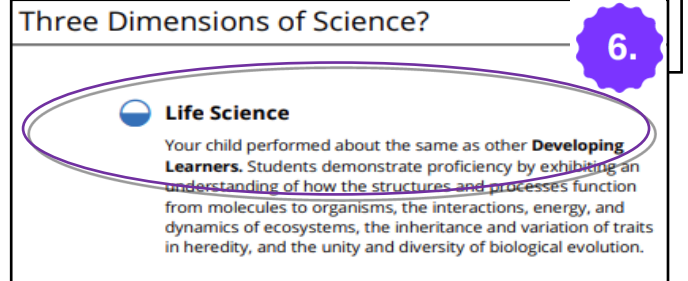 Three Dimensions of Science?
6.
Life Science
Your child performed about the same as other Developing
Learners. Students demonstrate proficiency by exhibiting an
understanding of how the structures and processes function
from molecules to organisms, the interactions, energy, and
dynamics of ecosystems, the inheritance and variation of traits
in heredity, and the unity and diversity of biological evolution.